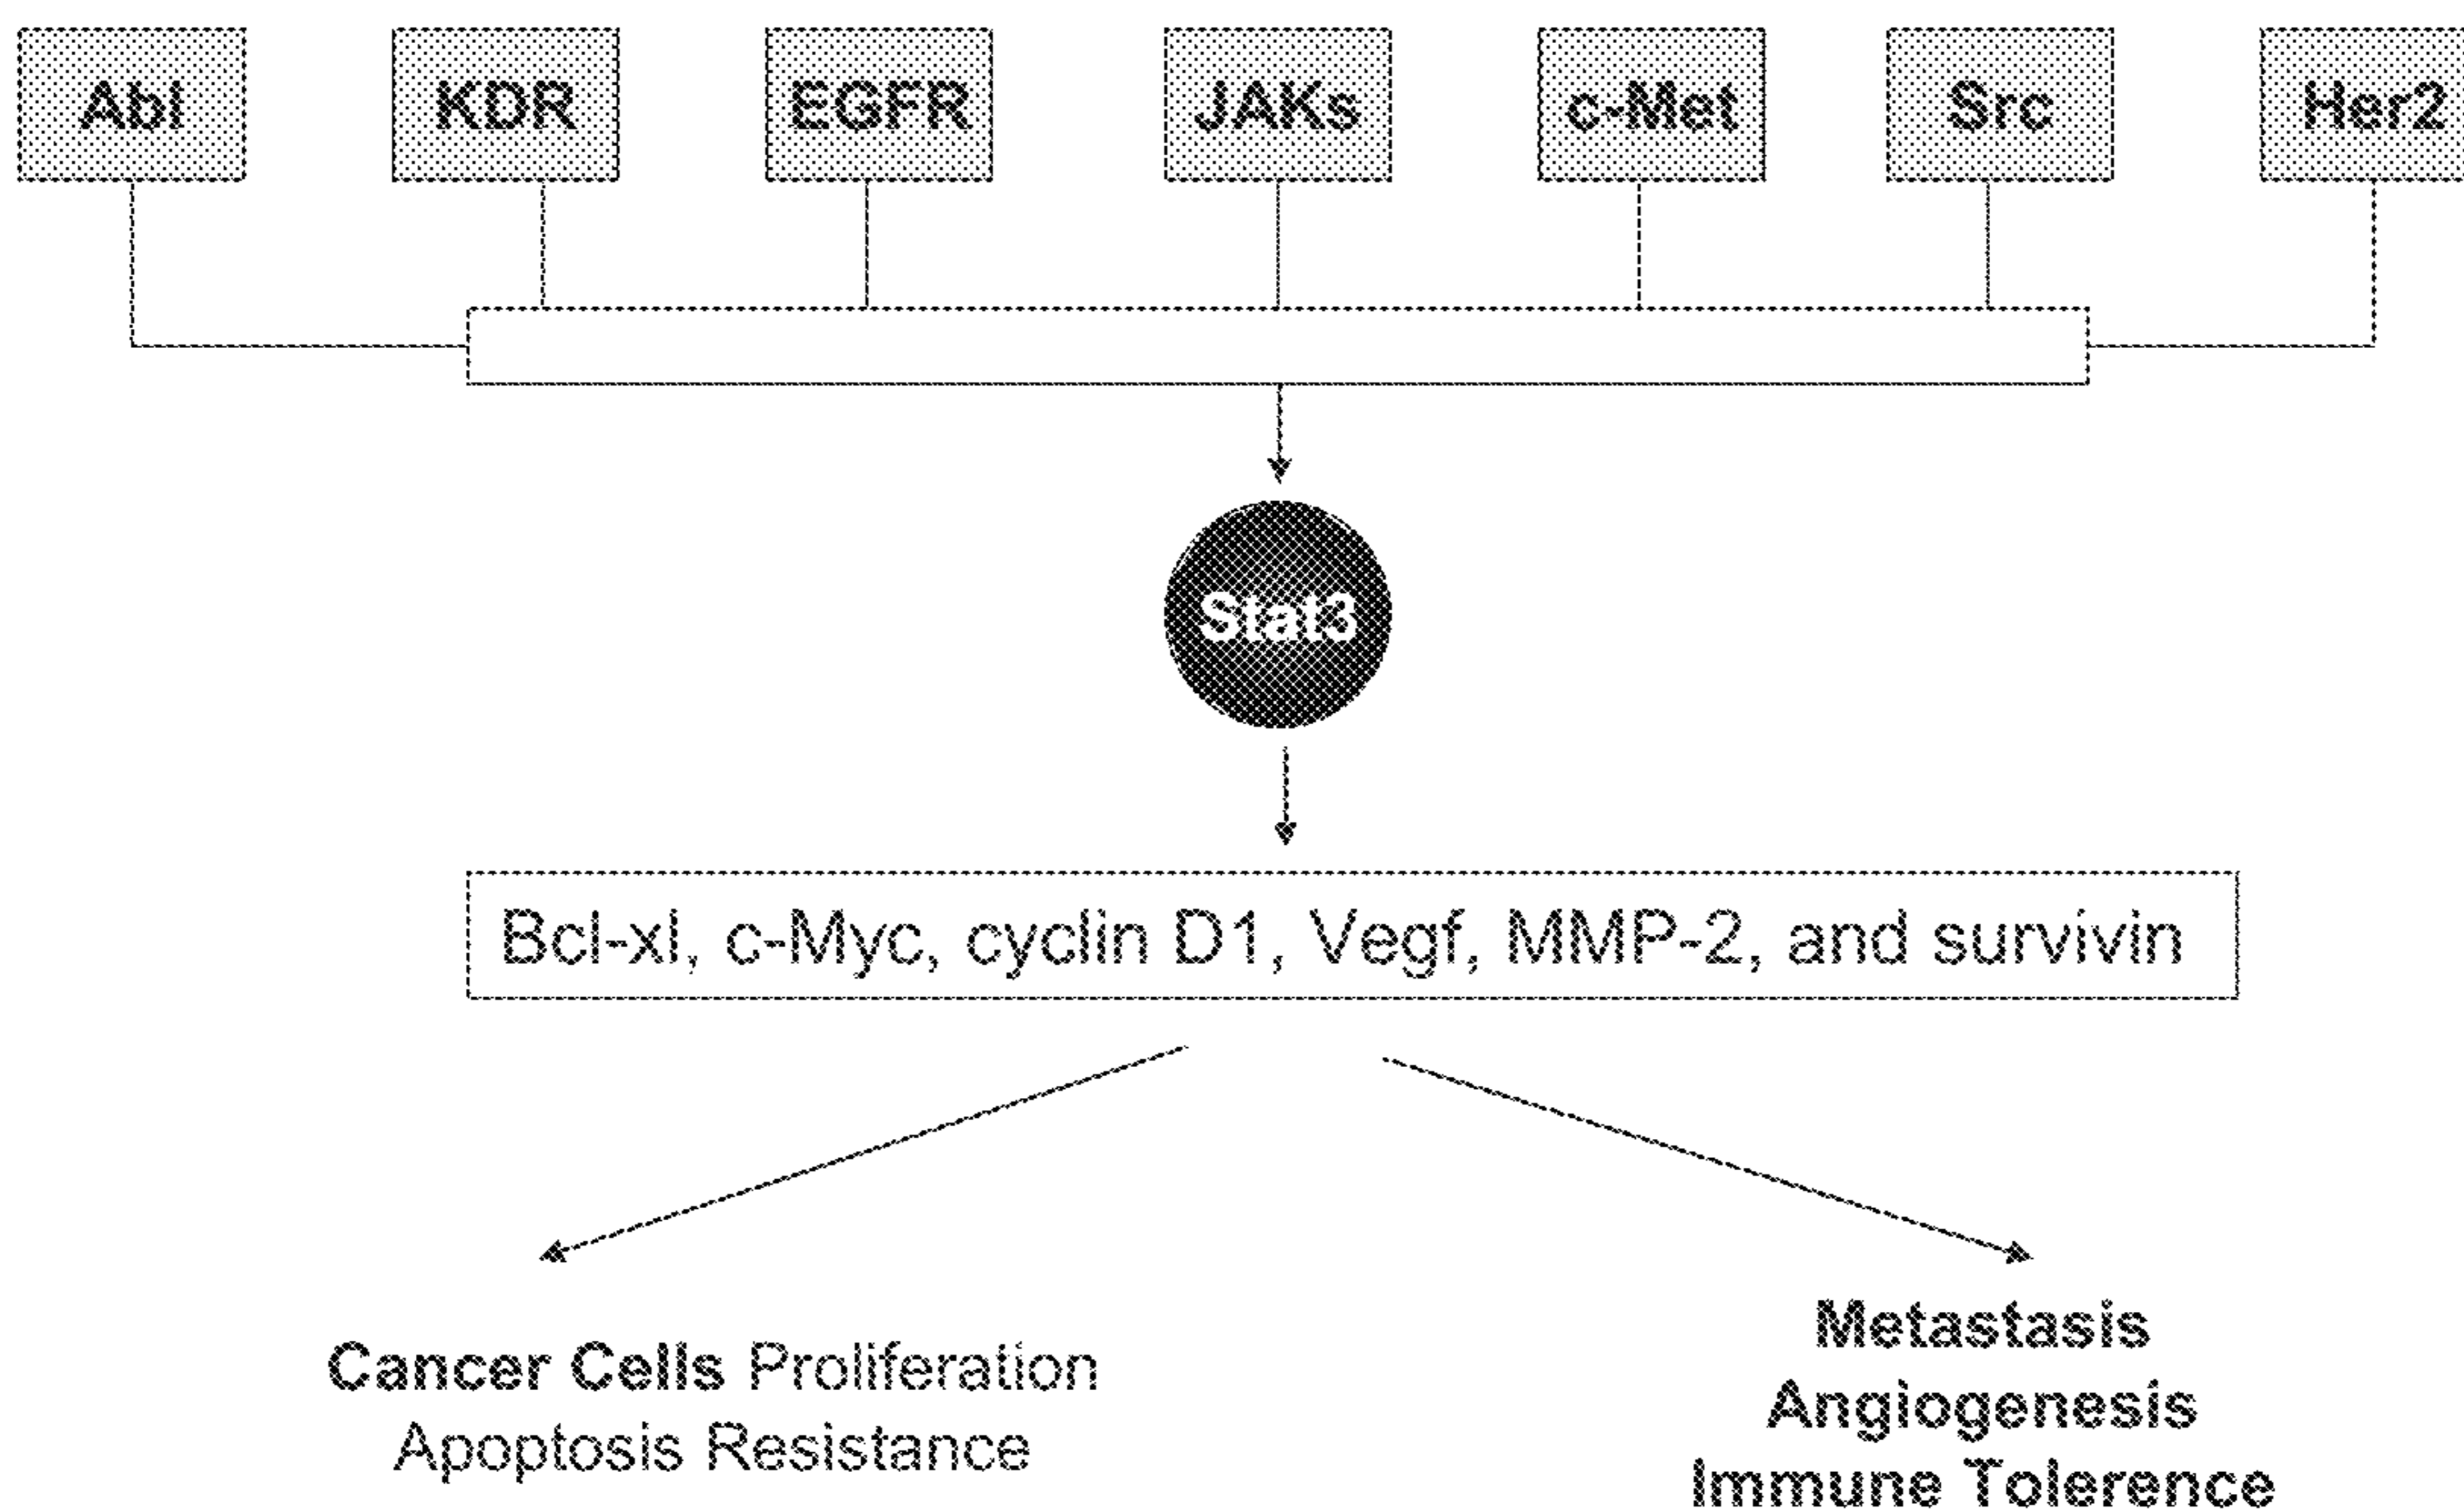 Abl KDR EGFR JAKs c-Met Src Her2
Stat3
Bcl-xl, c-Myc, cyclin D1, Vegf, MMP-2, and survivin
Cancer Cells Proliferation
Apoptosis Resistance
Metastasis
Angiogenesis
Immune Tolerence